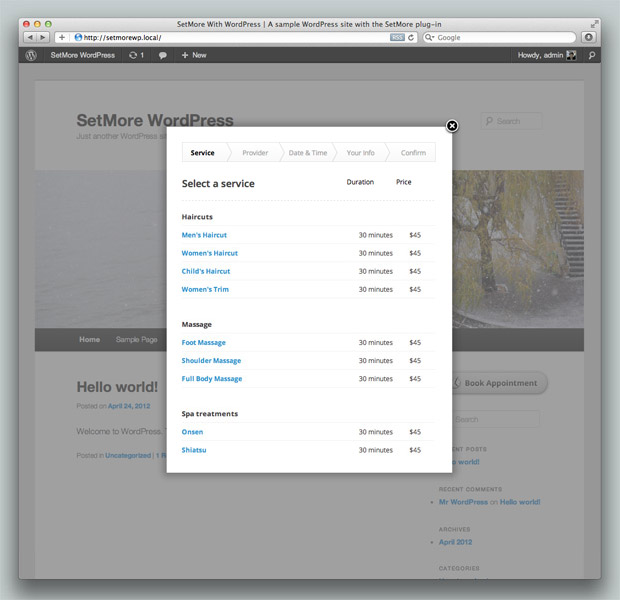 SetMore With WordPress | A sample WordPress site with the SetMore plug-in
http://setmorewp.local/
RSS
Google
SetMore WordPress
1
New
Howdy, admin
SetMore WordPress
Just another WordPress
Search
Service
Provider
Date & Time
Your Info
Confirm
Select a service
Duration
Price
Haircuts
Men's Haircut 30 minutes $45
Women's Haircut 30 minutes $45
Child's Haircut 30 minutes $45
Women's Trim 30 minutes $45
Massage
Foot Massage 30 minutes $45
Shoulder Massage 30 minutes $45
Full Body Massage 30 minutes $45
Spa treatments
Onsen 30 minutes $45
Shiatsu 30 minutes $45
Home
Sample Page
Hello world!
Posted on April 24, 2012
Welcome to WordPress.
Posted in Uncategorized | 1
Book Appointment
Search
POSTS
world!
RECENT COMMENTS
Mr WordPress on Hello world!
ARCHIVES
April 2012
CATEGORIES